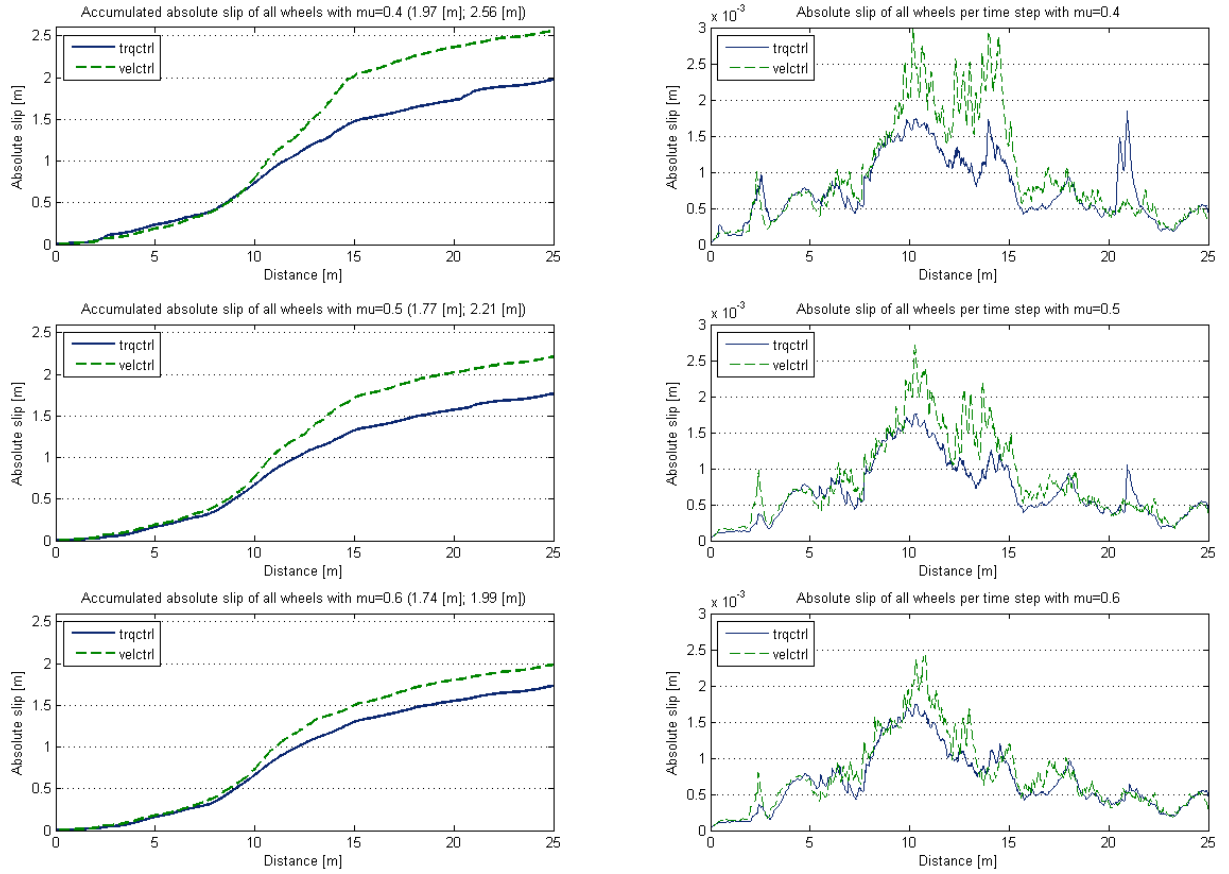 Accumulated absolute slip of all wheels with mu=0.4 (1.97 [m]; 2.56 [m])
2.5
2
1.5
1
0.5
0
Absolute slip [m]
trqctrl
velctrl
0 5 10 15 20 25
Distance [m]
Absolute slip of all wheels per time step with mu=0.4
x 10⁻³
3
2.5
2
1.5
1
0.5
0
Absolute slip [m]
trqctrl
velctrl
0 5 10 15 20 25
Distance [m]
Accumulated absolute slip of all wheels with mu=0.5 (1.77 [m]; 2.21 [m])
2.5
2
1.5
1
0.5
0
Absolute slip [m]
trqctrl
velctrl
0 5 10 15 20 25
Distance [m]
Absolute slip of all wheels per time step with mu=0.5
x 10⁻³
3
2.5
2
1.5
1
0.5
0
Absolute slip [m]
trqctrl
velctrl
0 5 10 15 20 25
Distance [m]
Accumulated absolute slip of all wheels with mu=0.6 (1.74 [m]; 1.99 [m])
2.5
2
1.5
1
0.5
0
Absolute slip [m]
trqctrl
velctrl
0 5 10 15 20 25
Distance [m]
Absolute slip of all wheels per time step with mu=0.6
x 10⁻³
3
2.5
2
1.5
1
0.5
0
Absolute slip [m]
trqctrl
velctrl
0 5 10 15 20 25
Distance [m]